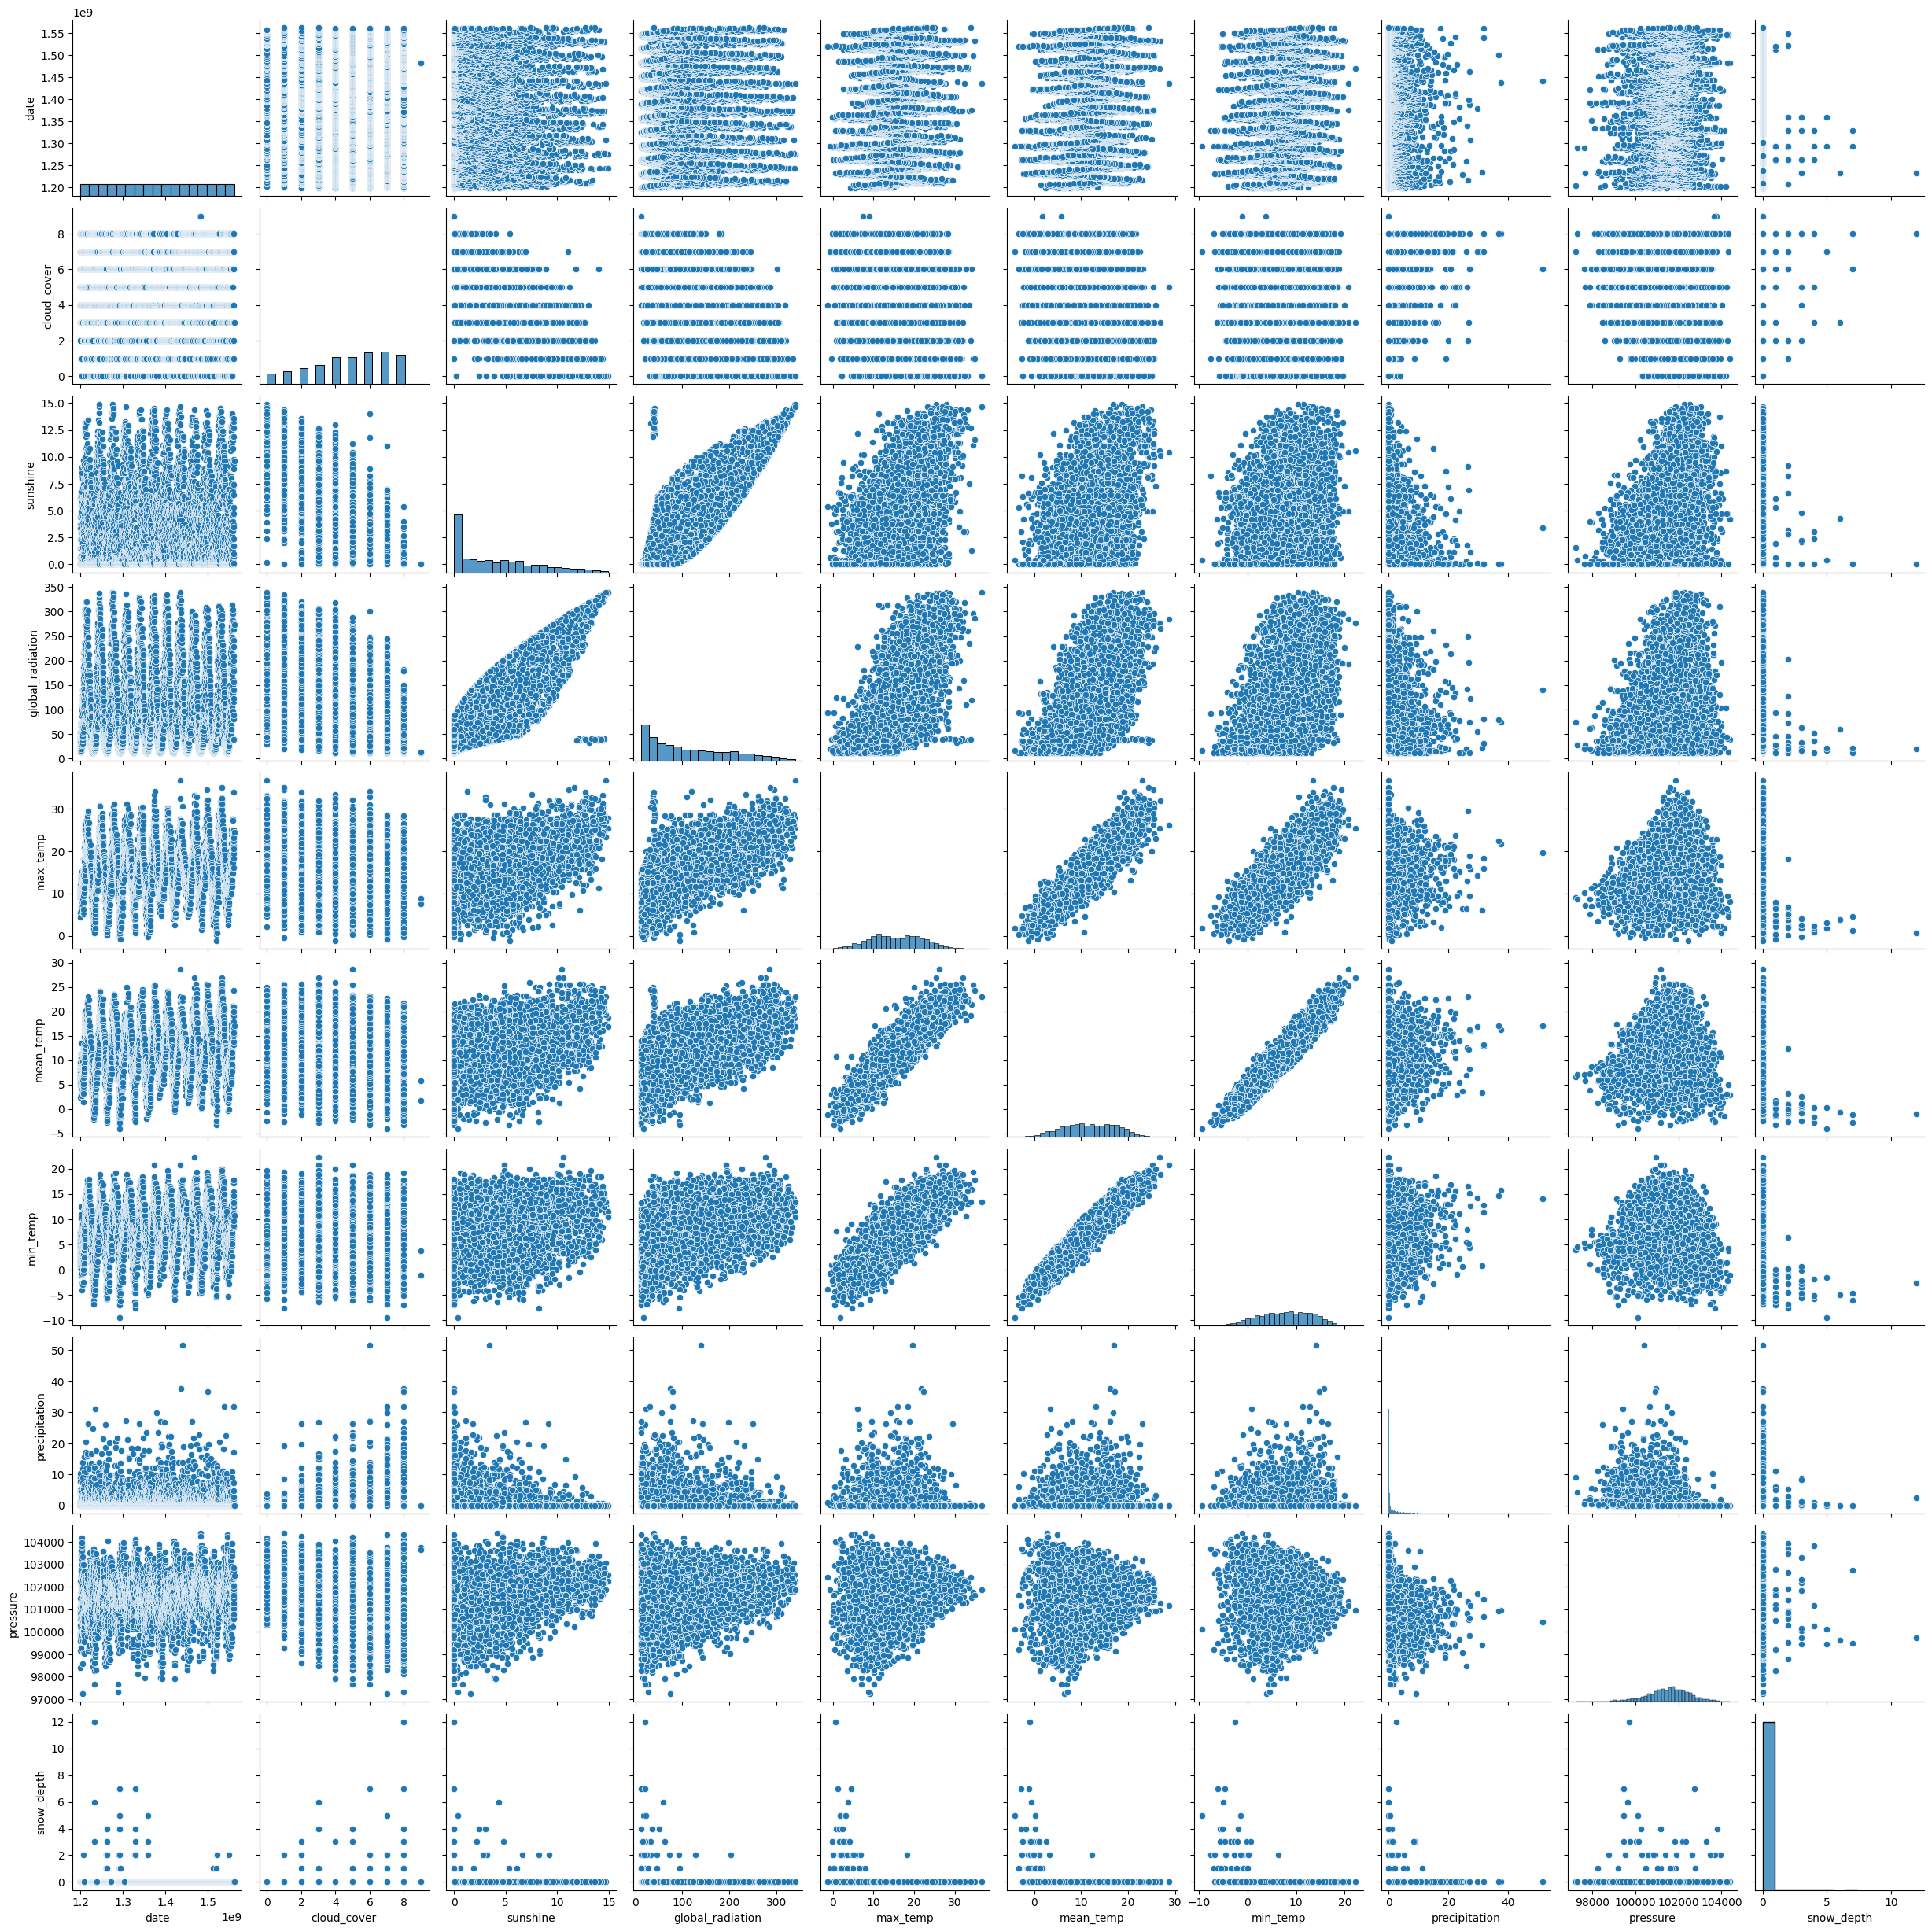 1e9
1.55
1.50
1.45
1.40
1.35
1.30
1.25
1.20
date
8
6
4
2
0
cloud_cover
15.0
12.5
10.0
7.5
5.0
2.5
0.0
sunshine
350
300
250
200
150
100
50
0
global_radiation
30
20
10
0
max_temp
30
25
20
15
10
5
0
−5
mean_temp
20
15
10
5
0
−5
−10
min_temp
50
40
30
20
10
0
precipitation
104000
103000
102000
101000
100000
99000
98000
97000
pressure
12
10
8
6
4
2
0
snow_depth
1.2 1.3 1.4 1.5
date 1e9
0 2 4 6 8
cloud_cover
0 5 10 15
sunshine
0 100 200 300
global_radiation
0 10 20 30
max_temp
0 10 20 30
mean_temp
−10 0 10 20
min_temp
0 20 40
precipitation
98000 100000 102000 104000
pressure
0 5 10
snow_depth